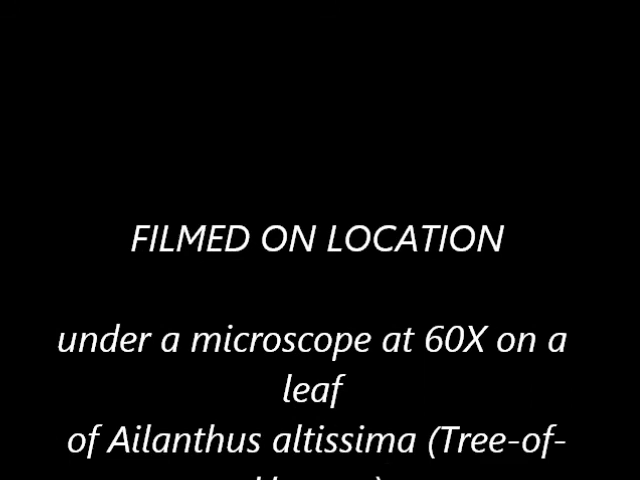 FILMED ON LOCATION
under a microscope at 60X on a
leaf
of Ailanthus altissima (Tree-of-